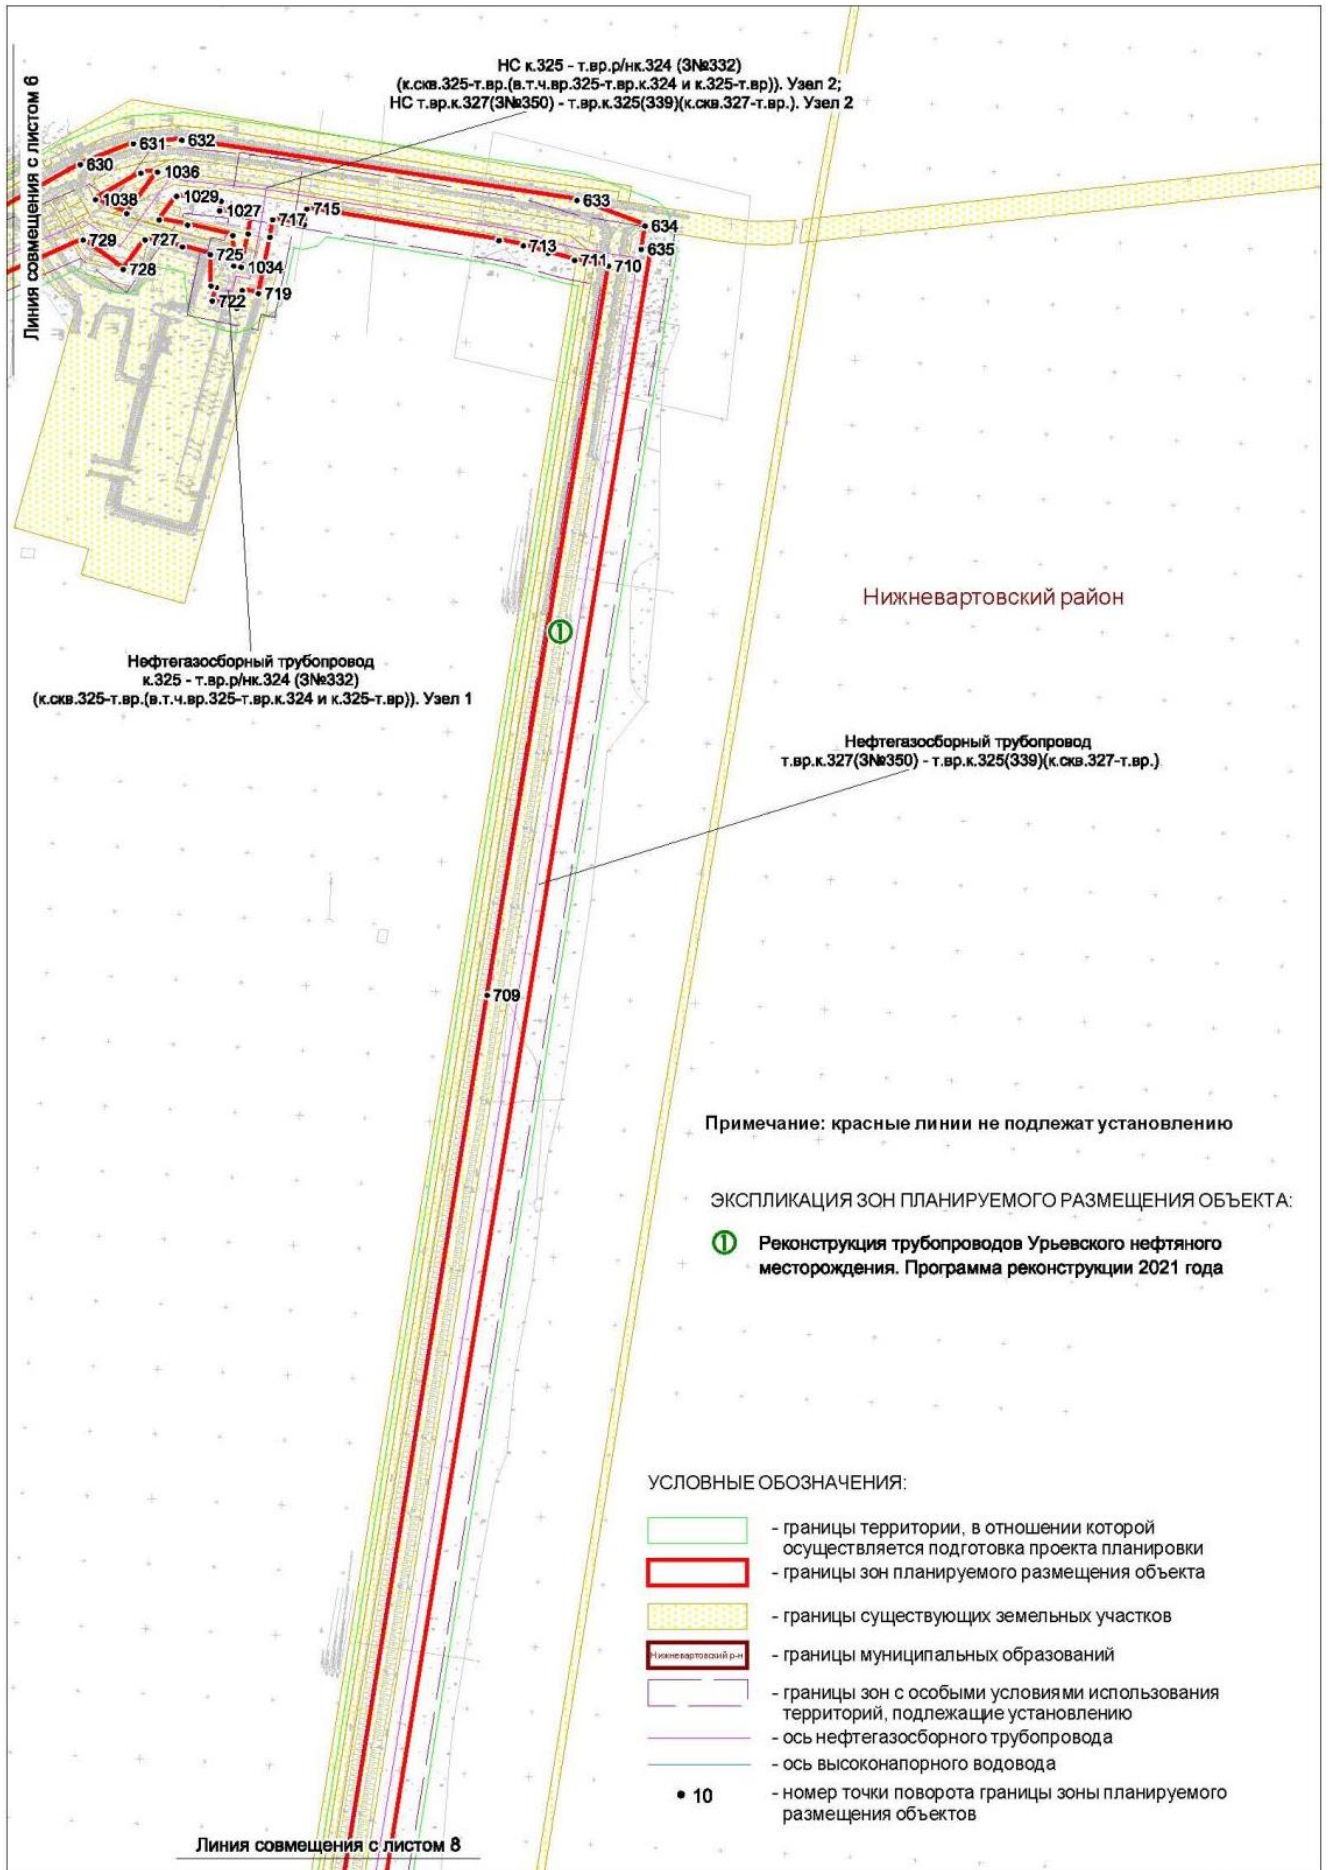 Линия совмещения с листом 6
НС к.325 - т.вр.р/нк.324 (3№332)
(к.скв.325-т.вр.(в.т.ч.вр.325-т.вр.к.324 и к.325-т.вр)). Узел 2;
НС т.вр.к.327(3№350) - т.вр.к.325(339)(к.скв.327-т.вр.). Узел 2
631
632
630
1036
1038
1029
1027
715
717
633
634
635
729
727
728
725
1034
713
711
710
722
719
Нижневартовский район
1
Нефтегазосборный трубопровод
к.325 - т.вр.р/нк.324 (3№332)
(к.скв.325-т.вр.(в.т.ч.вр.325-т.вр.к.324 и к.325-т.вр)). Узел 1
Нефтегазосборный трубопровод
т.вр.к.327(3№350) - т.вр.к.325(339)(к.скв.327-т.вр.)
709
Примечание: красные линии не подлежат установлению
ЭКСПЛИКАЦИЯ ЗОН ПЛАНИРУЕМОГО РАЗМЕЩЕНИЯ ОБЪЕКТА:
1 Реконструкция трубопроводов Урьевского нефтяного
месторождения. Программа реконструкции 2021 года
УСЛОВНЫЕ ОБОЗНАЧЕНИЯ:
- границы территории, в отношении которой
осуществляется подготовка проекта планировки
- границы зон планируемого размещения объекта
- границы существующих земельных участков
Нижневартовский р-н - границы муниципальных образований
- границы зон с особыми условиями использования
территорий, подлежащие установлению
- ось нефтегазосборного трубопровода
- ось высоконапорного водовода
• 10 - номер точки поворота границы зоны планируемого
размещения объектов
Линия совмещения с листом 8